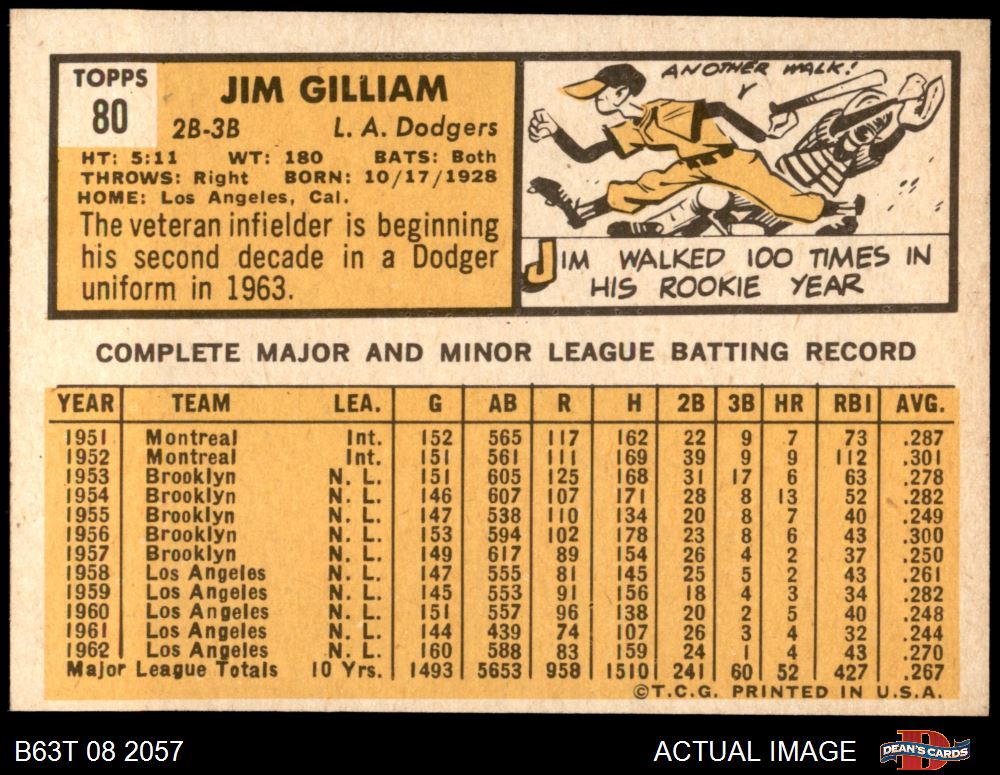 TOPPS
80
JIM GILLIAM
2B-3B L. A. Dodgers
HT: 5:11 WT: 180 BATS: Both
THROWS: Right BORN: 10/17/1928
HOME: Los Angeles, Cal.
The veteran infielder is beginning
his second decade in a Dodger
uniform in 1963.
ANOTHER WALK!
JIM WALKED 100 TIMES IN
HIS ROOKIE YEAR
COMPLETE MAJOR AND MINOR LEAGUE BATTING RECORD
YEAR TEAM LEA. G AB R H 2B 3B HR RBI AVG.
1951 Montreal Int. 152 565 117 162 22 9 7 73 .287
1952 Montreal Int. 151 561 111 169 39 9 9 112 .301
1953 Brooklyn N. L. 151 605 125 168 31 17 6 63 .278
1954 Brooklyn N. L. 146 607 107 171 28 8 13 52 .282
1955 Brooklyn N. L. 147 538 110 134 20 8 7 40 .249
1956 Brooklyn N. L. 153 594 102 178 23 8 6 43 .300
1957 Brooklyn N. L. 149 617 89 154 26 4 2 37 .250
1958 Los Angeles N. L. 147 555 81 145 25 5 2 43 .261
1959 Los Angeles N. L. 145 553 91 156 18 4 3 34 .282
1960 Los Angeles N. L. 151 557 96 138 20 2 5 40 .248
1961 Los Angeles N. L. 144 439 74 107 26 3 4 32 .244
1962 Los Angeles N. L. 160 588 83 159 24 1 4 43 .270
Major League Totals 10 Yrs. 1493 5653 958 1510 241 60 52 427 .267
©T.C.G. PRINTED IN U.S.A.
B63T 08 2057 ACTUAL IMAGE DEAN'S CARDS